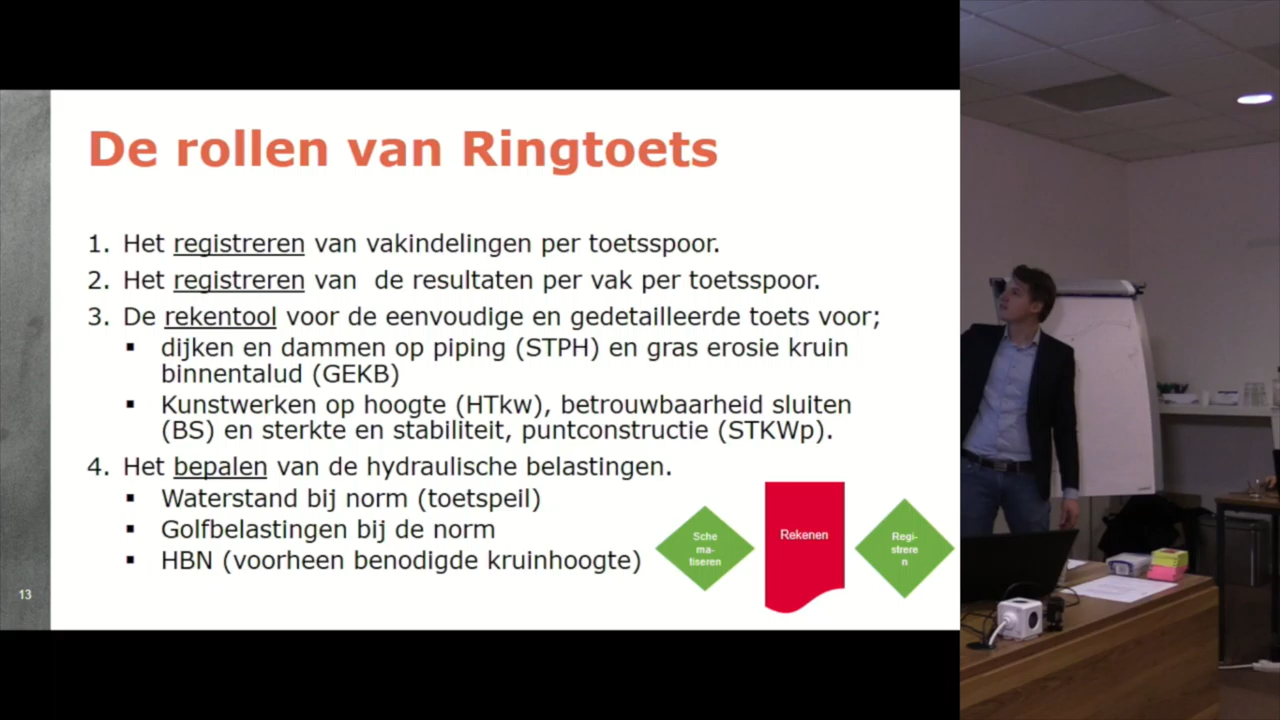 De rollen van Ringtoets
1. Het registreren van vakindelingen per toetsspoor.
2. Het registreren van de resultaten per vak per toetsspoor.
3. De rekentool voor de eenvoudige en gedetailleerde toets voor;
▪ dijken en dammen op piping (STPH) en gras erosie kruin
binnentalud (GEKB)
▪ Kunstwerken op hoogte (HTkw), betrouwbaarheid sluiten
(BS) en sterkte en stabiliteit, puntconstructie (STKWp).
4. Het bepalen van de hydraulische belastingen.
▪ Waterstand bij norm (toetspeil)
▪ Golfbelastingen bij de norm
▪ HBN (voorheen benodigde kruinhoogte)
Sche
ma-
tiseren
Rekenen
Regi-
strere
n
13